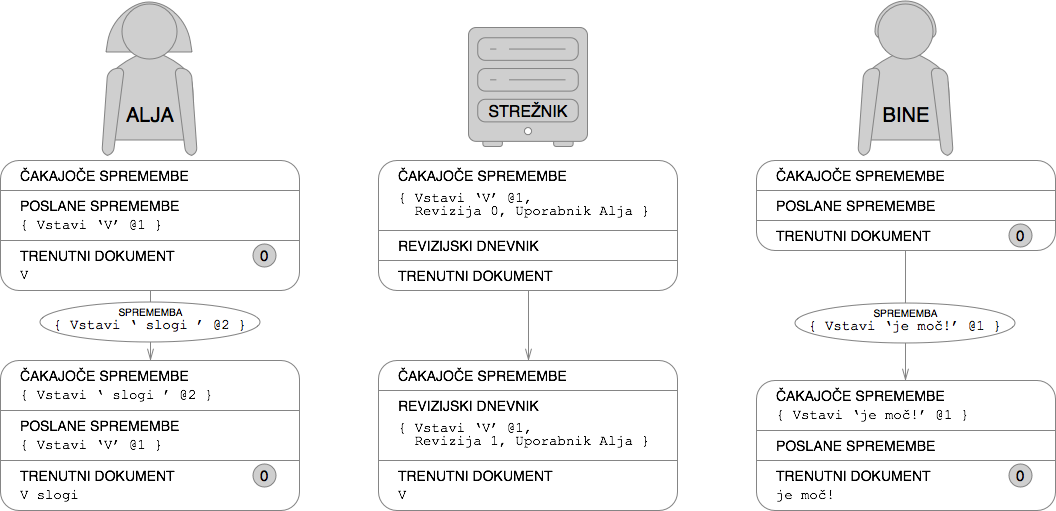 ALJA
ČAKAJOČE SPREMEMBE
POSLANE SPREMEMBE
{ Vstavi ‘V’ @1 }
TRENUTNI DOKUMENT 0
V
SPREMEMBA
{ Vstavi ‘ slogi ’ @2 }
ČAKAJOČE SPREMEMBE
{ Vstavi ‘ slogi ’ @2 }
POSLANE SPREMEMBE
{ Vstavi ‘V’ @1 }
TRENUTNI DOKUMENT 0
V slogi
STREŽNIK
ČAKAJOČE SPREMEMBE
{ Vstavi ‘V’ @1,
Revizija 0, Uporabnik Alja }
REVIZIJSKI DNEVNIK
TRENUTNI DOKUMENT
ČAKAJOČE SPREMEMBE
REVIZIJSKI DNEVNIK
{ Vstavi ‘V’ @1,
Revizija 1, Uporabnik Alja }
TRENUTNI DOKUMENT
V
BINE
ČAKAJOČE SPREMEMBE
POSLANE SPREMEMBE
TRENUTNI DOKUMENT 0
SPREMEMBA
{ Vstavi ‘je moč!’ @1 }
ČAKAJOČE SPREMEMBE
{ Vstavi ‘je moč!’ @1 }
POSLANE SPREMEMBE
TRENUTNI DOKUMENT 0
je moč!